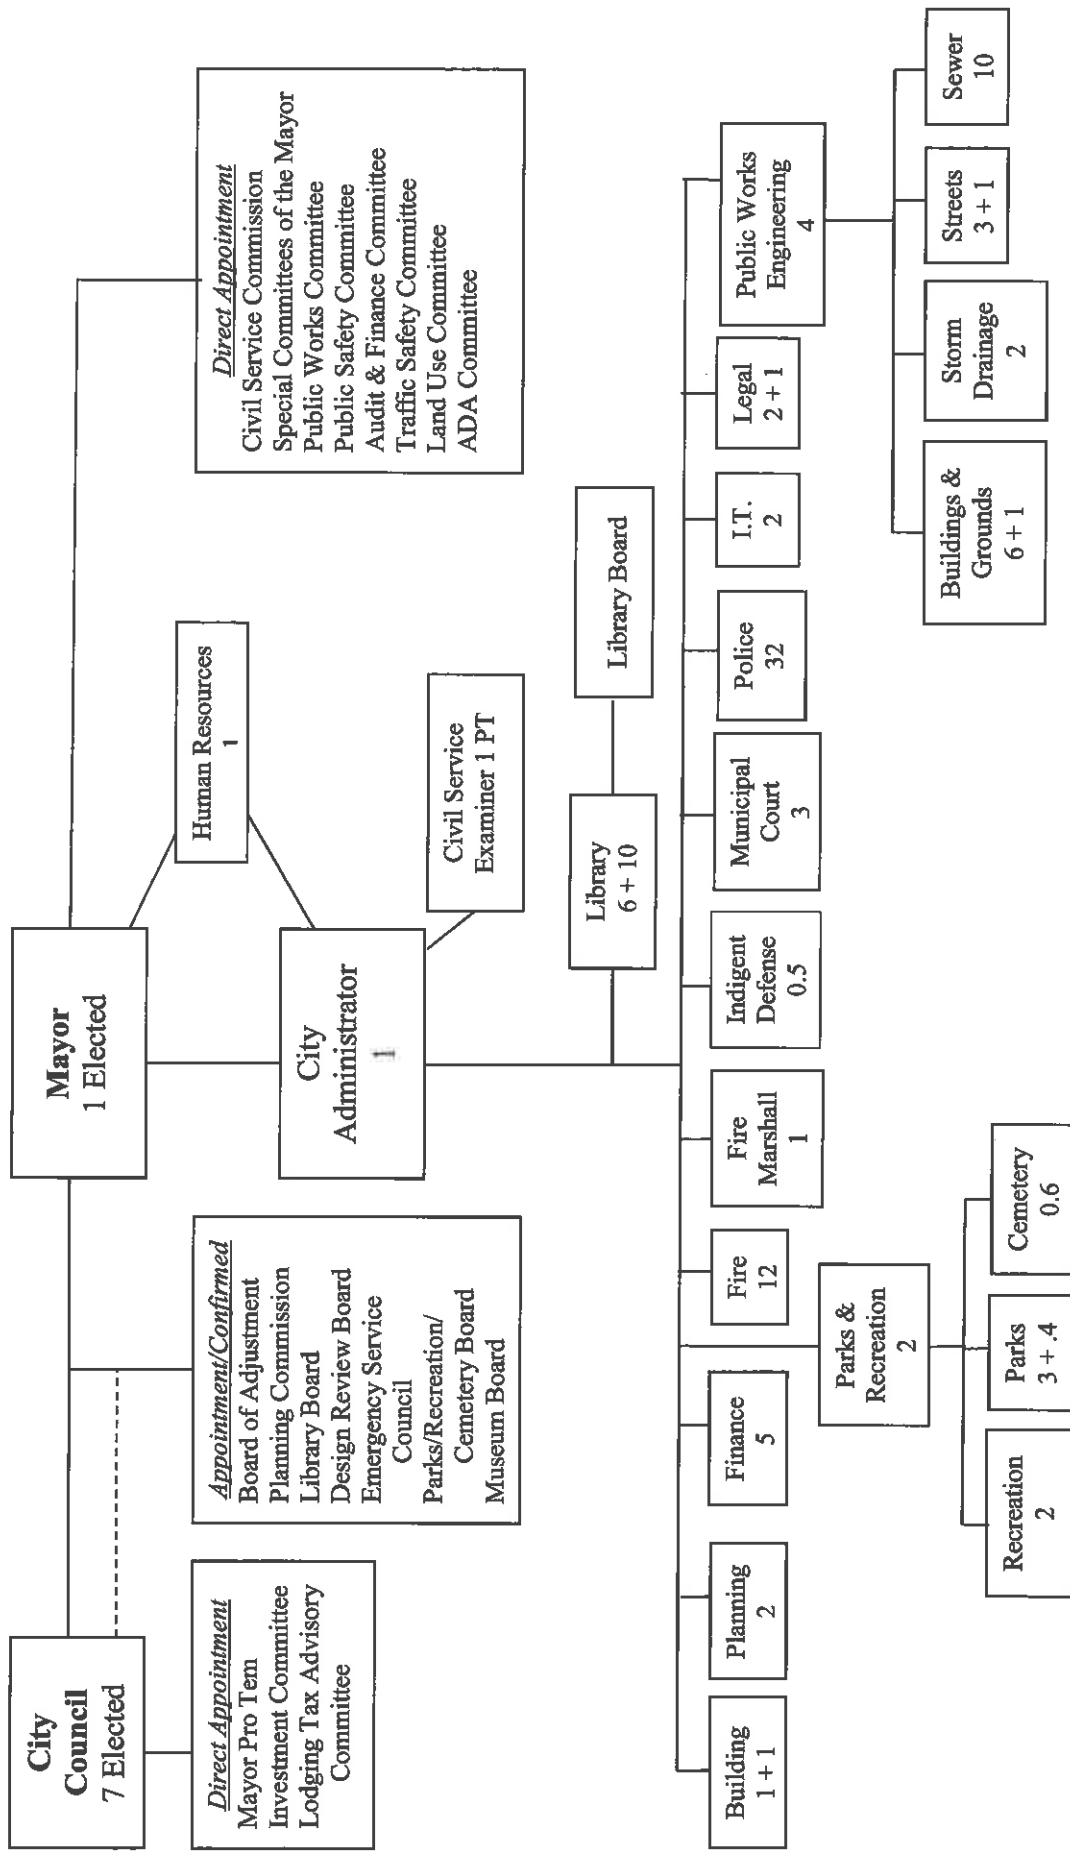 City
Council
7 Elected
Mayor
1 Elected
Direct Appointment
Mayor Pro Tem
Investment Committee
Lodging Tax Advisory
Committee
Appointment/Confirmed
Board of Adjustment
Planning Commission
Library Board
Design Review Board
Emergency Service
Council
Parks/Recreation/
Cemetery Board
Museum Board
Human Resources
1
Direct Appointment
Civil Service Commission
Special Committees of the Mayor
Public Works Committee
Public Safety Committee
Audit & Finance Committee
Traffic Safety Committee
Land Use Committee
ADA Committee
City
Administrator
1
Civil Service
Examiner 1 PT
Library
6 + 10
Library Board
Building
1 + 1
Planning
2
Finance
5
Fire
12
Fire
Marshall
1
Indigent
Defense
0.5
Municipal
Court
3
Police
32
I.T.
2
Legal
2 + 1
Public Works
Engineering
4
Parks &
Recreation
2
Recreation
2
Parks
3 + .4
Cemetery
0.6
Buildings &
Grounds
6 + 1
Storm
Drainage
2
Streets
3 + 1
Sewer
10